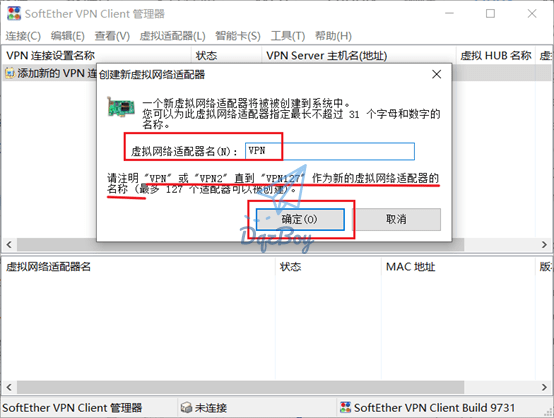 SoftEther VPN Client 管理器
连接(C) 编辑(E) 查看(V) 虚拟适配器(L) 智能卡(S) 工具(T) 帮助(H)
VPN 连接设置名称 状态 VPN Server 主机名(地址) 虚拟 HUB 名称 虚
添加新的 VPN 连
创建新虚拟网络适配器
一个新虚拟网络适配器将被被创建到系统中。
您可以为此虚拟网络适配器指定最长不超过 31 个字母和数字的
名称。
虚拟网络适配器名(N): VPN
请注明 "VPN" 或 "VPN2" 直到 "VPN127" 作为新的虚拟网络适配器的
名称 (最多 127 个适配器可以被创建)。
确定(O) 取消
DqzBoy
虚拟网络适配器名 状态 MAC 地址 版
SoftEther VPN Client 管理器 未连接 SoftEther VPN Client Build 9731